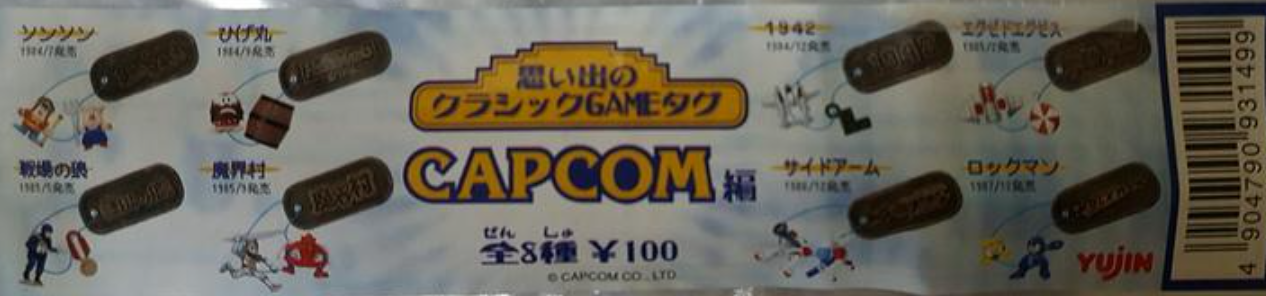 ソンソン
1984/7発売
ひげ丸
1984/9発売
思い出の
クラシックGAMEタグ
CAPCOM編
全8種 ¥100
ぜん しゅ
© CAPCOM CO., LTD
1942
1984/12発売
エグゼドエグゼス
1985/2発売
戦場の狼
1985/5発売
魔界村
1985/9発売
サイドアーム
1986/12発売
ロックマン
1987/12発売
YUJIN
4 904790 931499